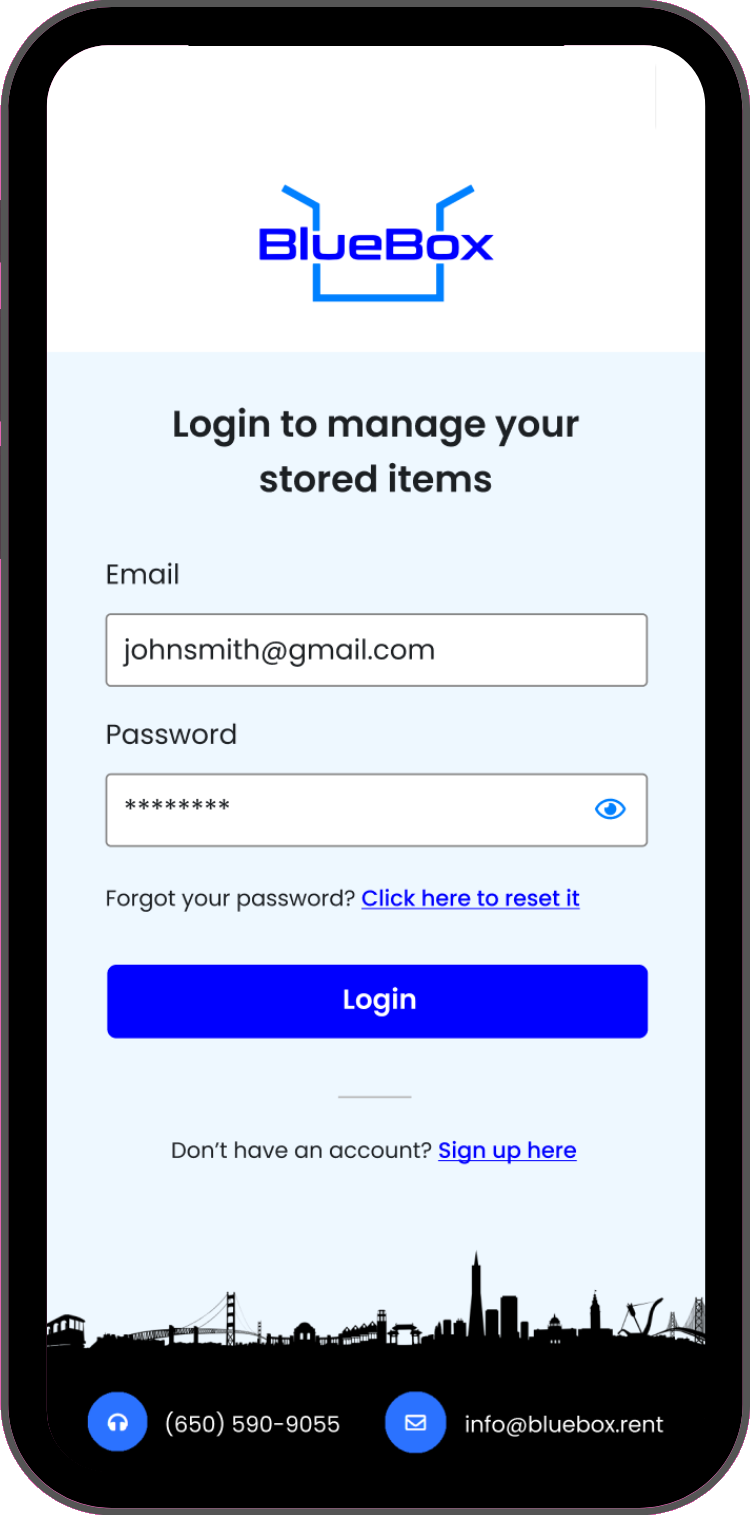 BlueBox
Login to manage your
stored items
Email
johnsmith@gmail.com
Password
********
Forgot your password? Click here to reset it
Login
Don’t have an account? Sign up here
(650) 590-9055
info@bluebox.rent